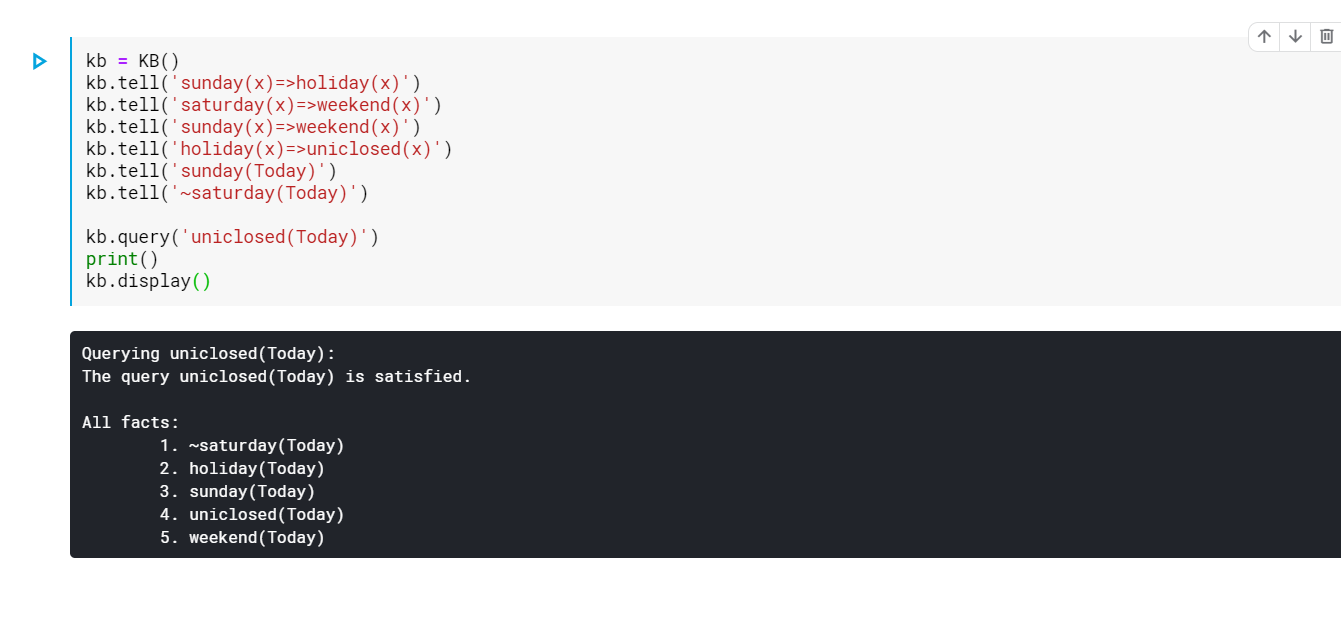 kb = KB()
kb.tell('sunday(x)=>holiday(x)')
kb.tell('saturday(x)=>weekend(x)')
kb.tell('sunday(x)=>weekend(x)')
kb.tell('holiday(x)=>uniclosed(x)')
kb.tell('sunday(Today)')
kb.tell('~saturday(Today)')

kb.query('uniclosed(Today)')
print()
kb.display()

Querying uniclosed(Today):
The query uniclosed(Today) is satisfied.

All facts:
        1. ~saturday(Today)
        2. holiday(Today)
        3. sunday(Today)
        4. uniclosed(Today)
        5. weekend(Today)